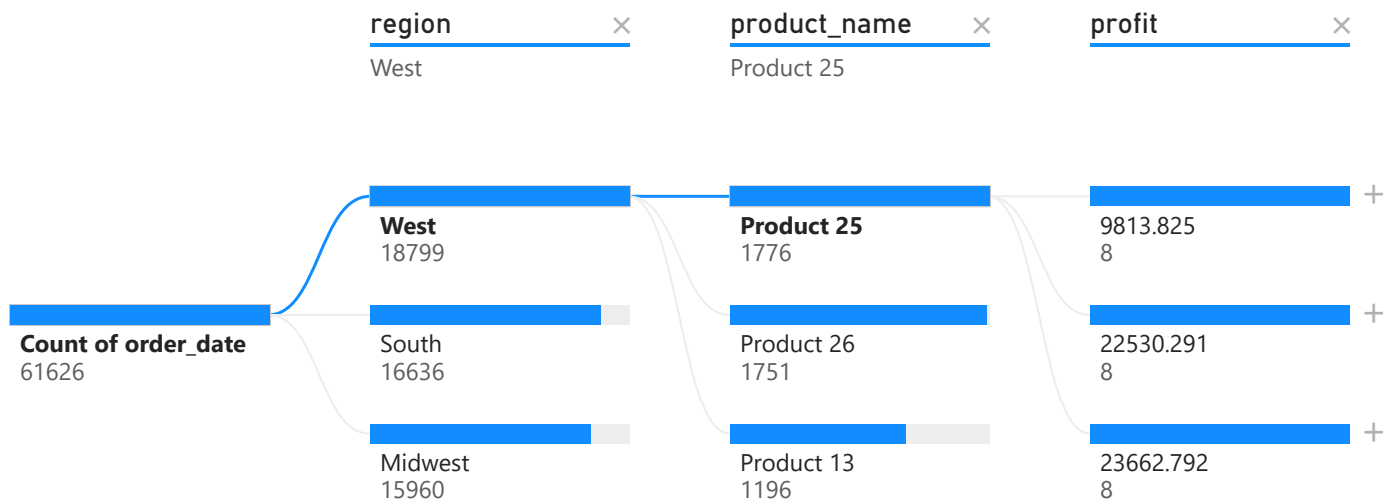 region
product_name
profit
West
Product 25
West
18799
Product 25
1776
9813.825
8
Count of order_date
61626
South
16636
Product 26
1751
22530.291
8
Midwest
15960
Product 13
1196
23662.792
8